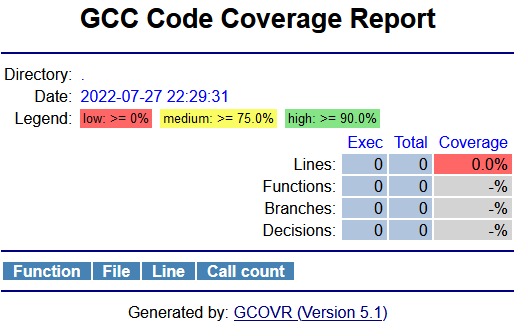 GCC Code Coverage Report
Directory: .
Date: 2022-07-27 22:29:31
Legend: low: >= 0% medium: >= 75.0% high: >= 90.0%
Exec Total Coverage
Lines: 0 0 0.0%
Functions: 0 0 -%
Branches: 0 0 -%
Decisions: 0 0 -%
Function File Line Call count
Generated by: GCOVR (Version 5.1)